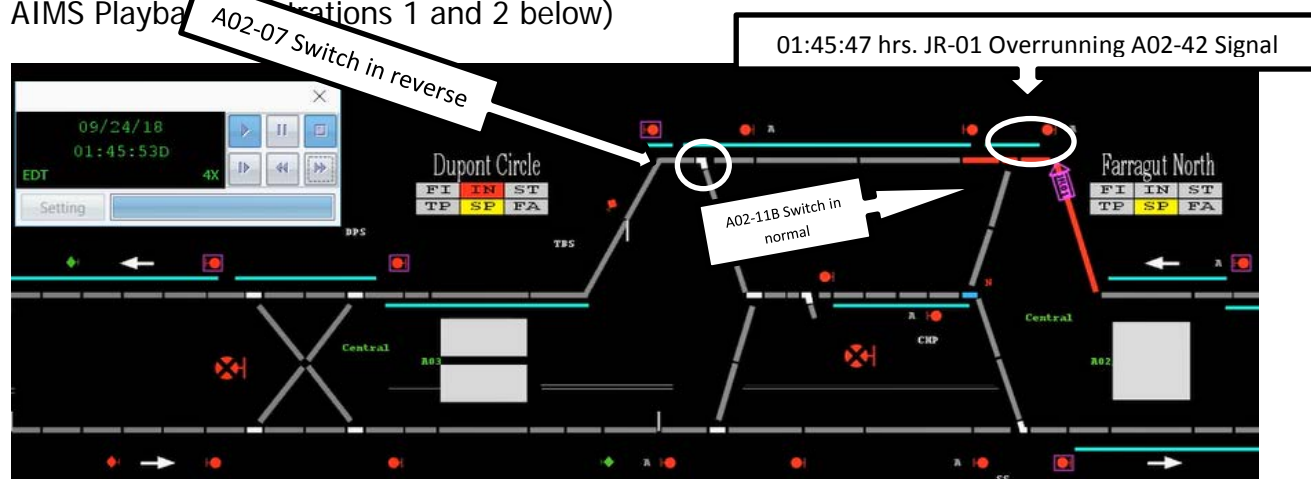 AIMS Playba rations 1 and 2 below)
A02-07 Switch in reverse
01:45:47 hrs. JR-01 Overrunning A02-42 Signal
09/24/18
01:45:53D
EDT 4X
Setting
Dupont Circle
FI IN ST
TP SP FA
Farragut North
FI IN ST
TP SP FA
A
A02-11B Switch in
normal
DPS
TBS
A
N
A
CHP
Central
Central
A03
A02
A
A
SS